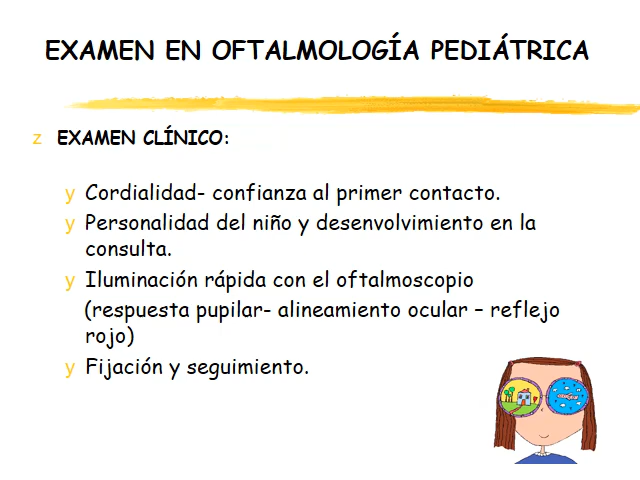 EXAMEN EN OFTALMOLOGÍA PEDIÁTRICA
z EXAMEN CLÍNICO:
y Cordialidad- confianza al primer contacto.
y Personalidad del niño y desenvolvimiento en la
consulta.
y Iluminación rápida con el oftalmoscopio
(respuesta pupilar- alineamiento ocular – reflejo
rojo)
y Fijación y seguimiento.